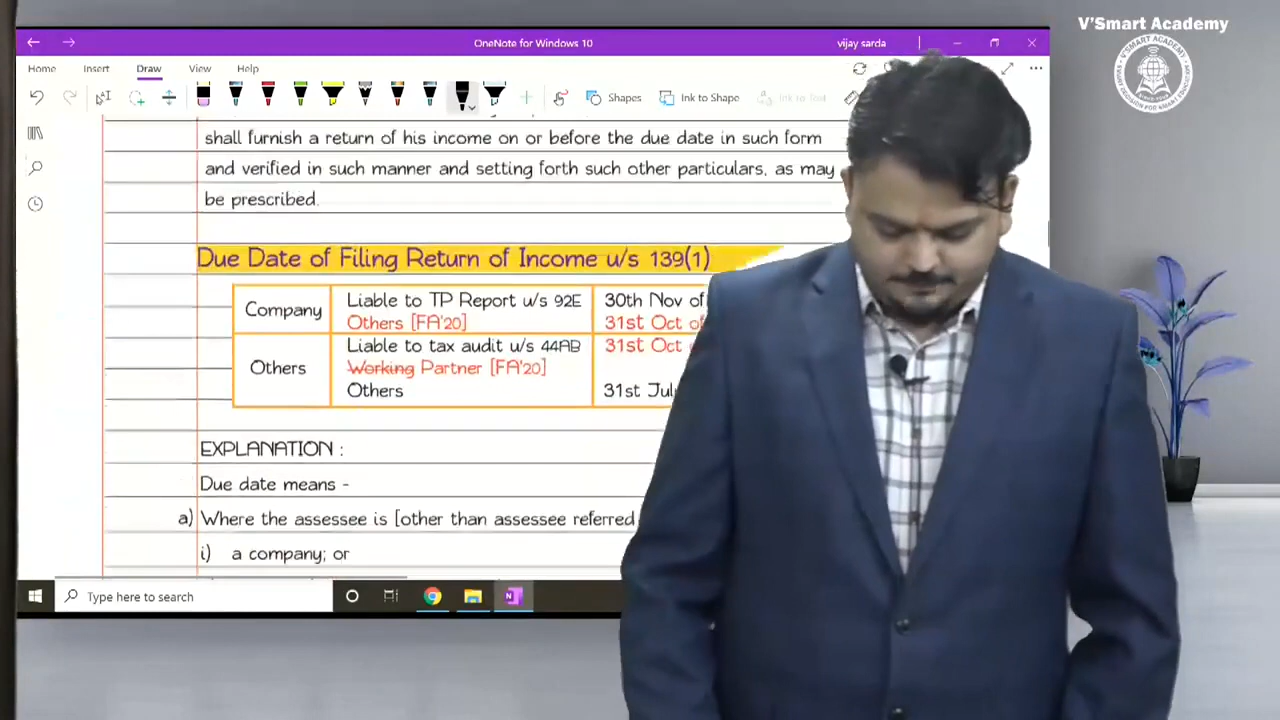 V'Smart Academy
OneNote for Windows 10
vijay sarda
Home Insert Draw View Help
Shapes Ink to Shape Ink to Text
shall furnish a return of his income on or before the due date in such form
and verified in such manner and setting forth such other particulars, as may
be prescribed.
Due Date of Filing Return of Income u/s 139(1)
Company Liable to TP Report u/s 92E 30th Nov of
Others [FA'20] 31st Oct of
Liable to tax audit u/s 44AB 31st Oct
Others Working Partner [FA'20]
Others 31st July
EXPLANATION :
Due date means -
a) Where the assessee is [other than assessee referred
i) a company; or
Type here to search